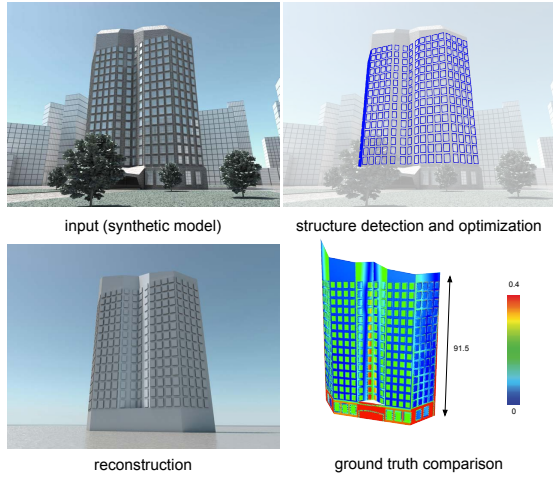 input (synthetic model)
structure detection and optimization
0.4
91.5
0
reconstruction
ground truth comparison